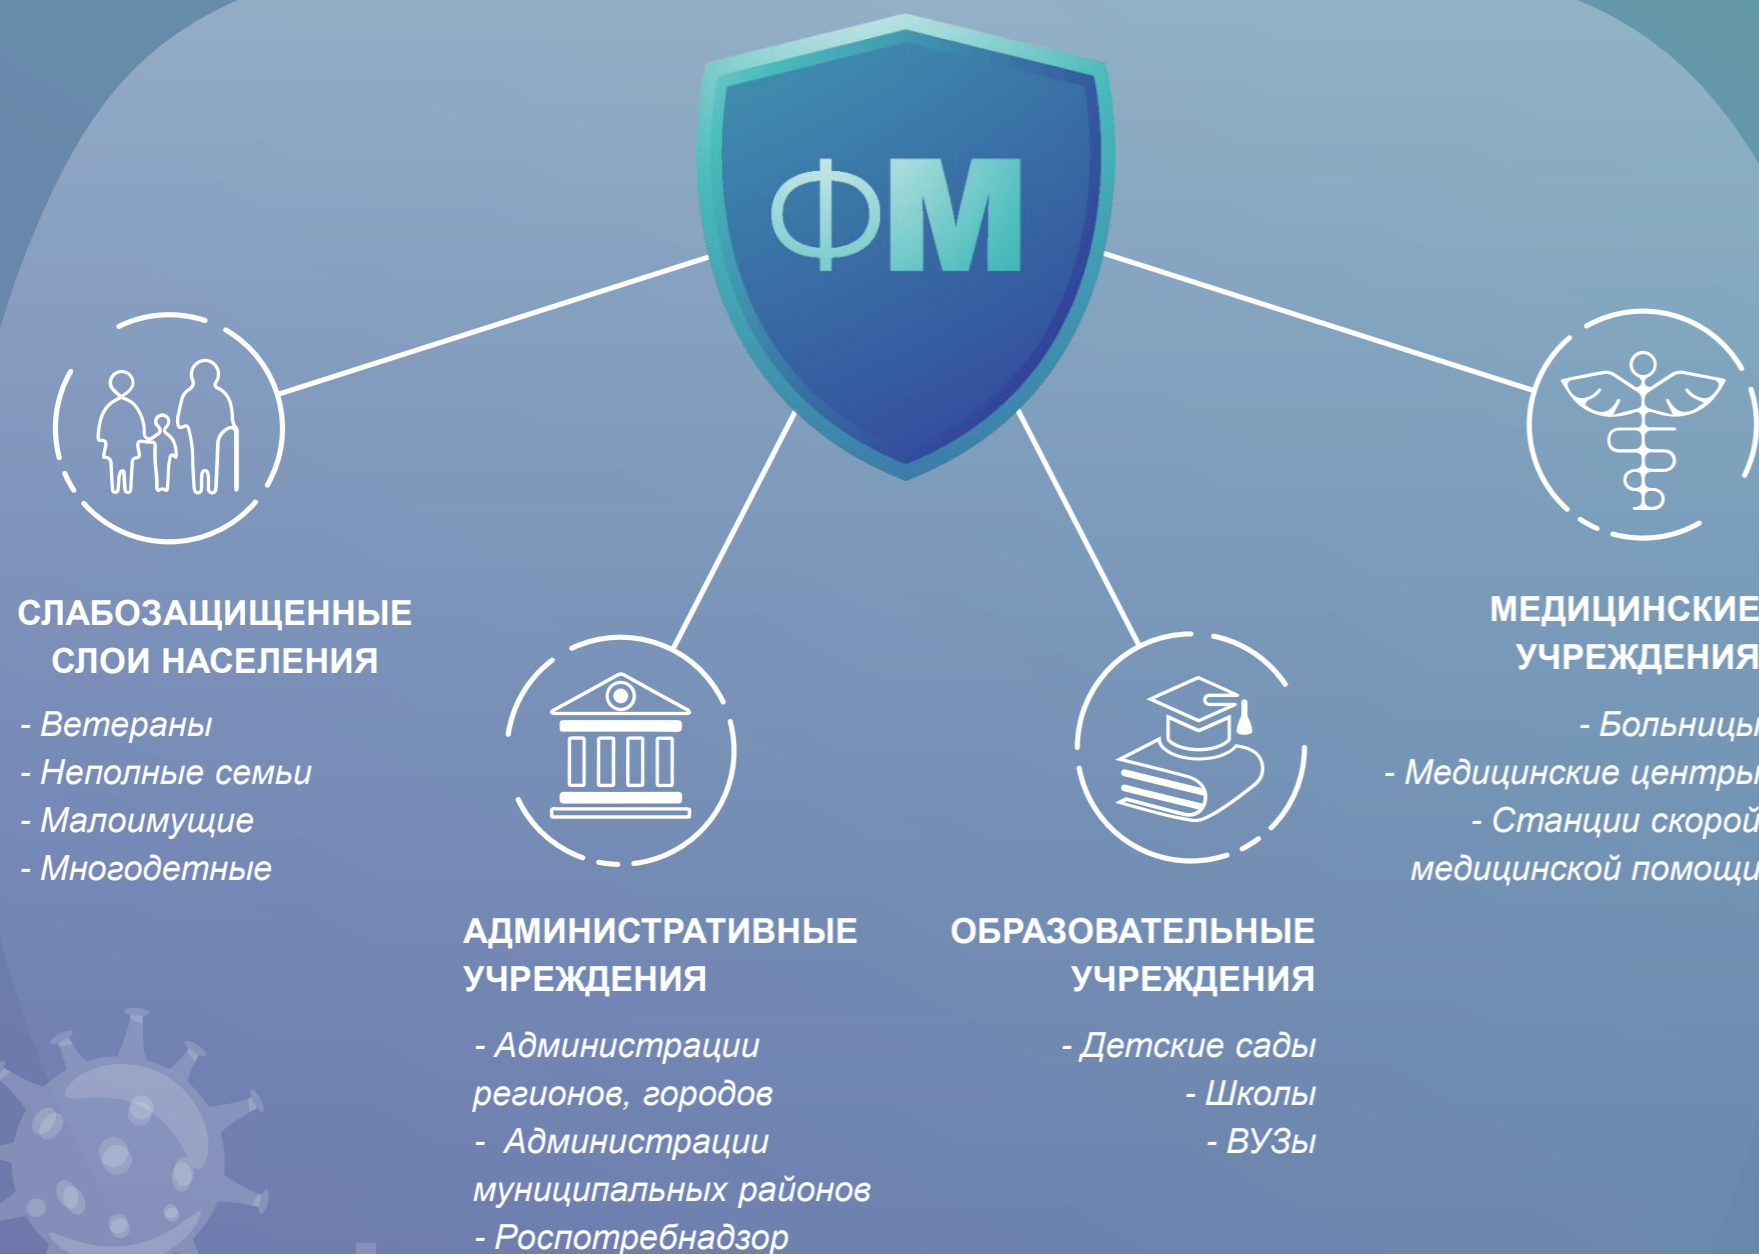 ФМ
СЛАБОЗАЩИЩЕННЫЕ
СЛОИ НАСЕЛЕНИЯ
- Ветераны
- Неполные семьи
- Малоимущие
- Многодетные
АДМИНИСТРАТИВНЫЕ
УЧРЕЖДЕНИЯ
- Администрации
регионов, городов
- Администрации
муниципальных районов
- Роспотребнадзор
ОБРАЗОВАТЕЛЬНЫЕ
УЧРЕЖДЕНИЯ
- Детские сады
- Школы
- ВУЗы
МЕДИЦИНСКИЕ
УЧРЕЖДЕНИЯ
- Больницы
- Медицинские центры
- Станции скорой
медицинской помощи